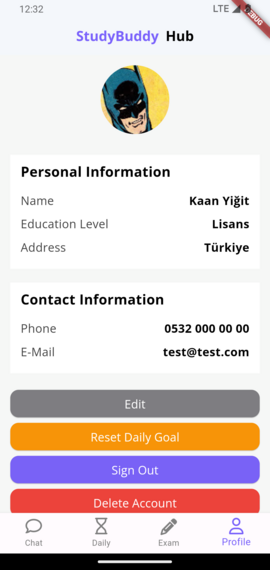 12:32 LTE DEBUG
StudyBuddy Hub
Personal Information
Name Kaan Yiğit
Education Level Lisans
Address Türkiye
Contact Information
Phone 0532 000 00 00
E-Mail test@test.com
Edit
Reset Daily Goal
Sign Out
Delete Account
Chat Daily Exam Profile